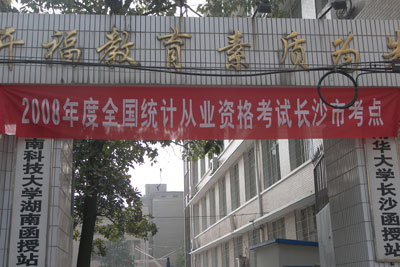 福教育素质为
2008年度全国统计从业资格考试长沙市考点
南科技大学湖南函授站
华大学长沙函授站